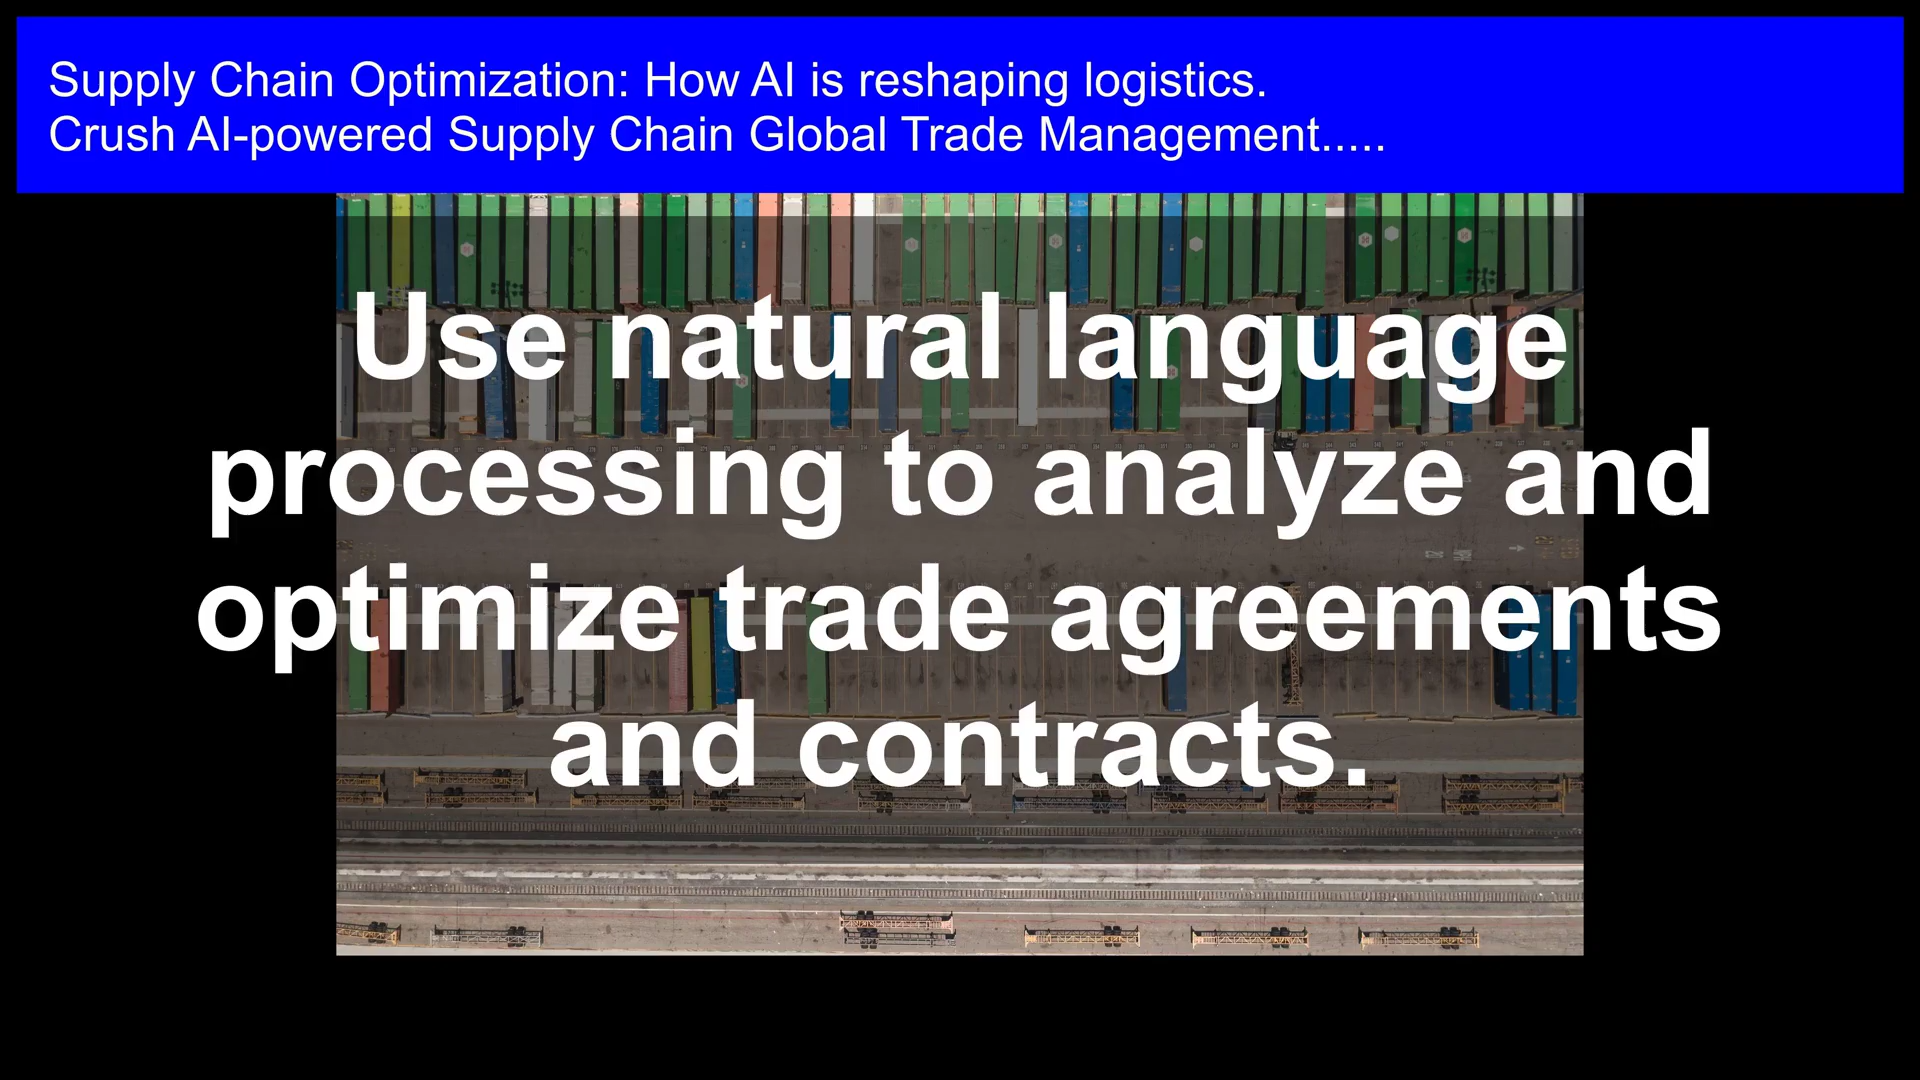 Supply Chain Optimization: How AI is reshaping logistics.
Crush AI-powered Supply Chain Global Trade Management.....
Use natural language
processing to analyze and
optimize trade agreements
and contracts.